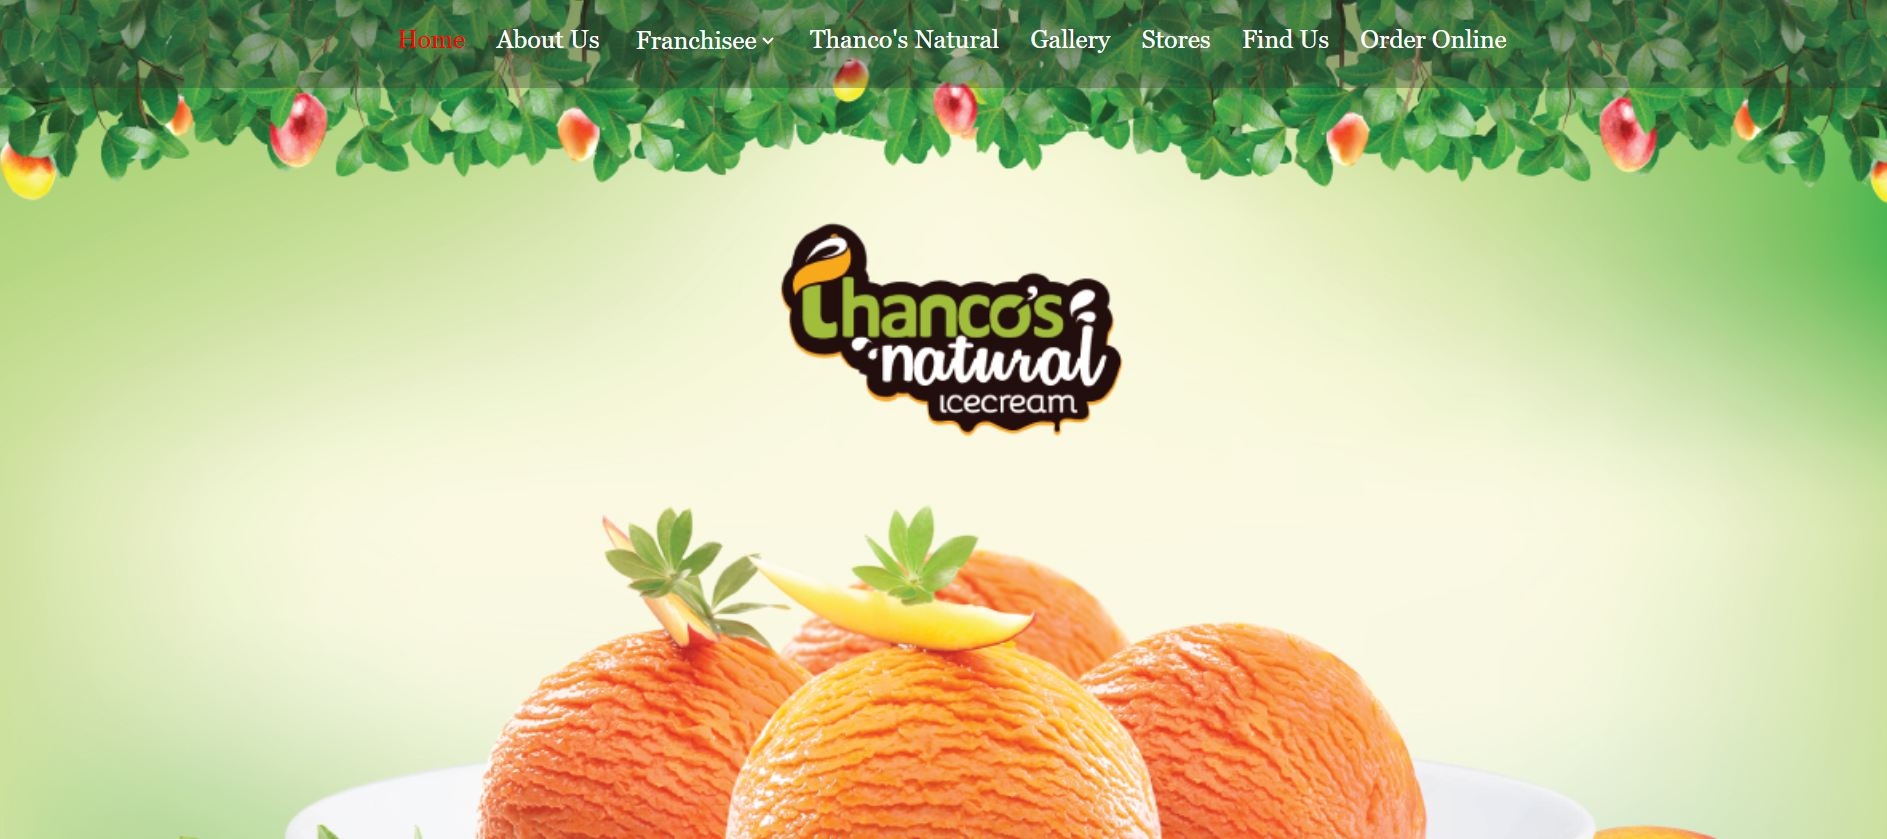 Home About Us Franchisee Thanco's Natural Gallery Stores Find Us Order Online
thanco's
natural
icecream